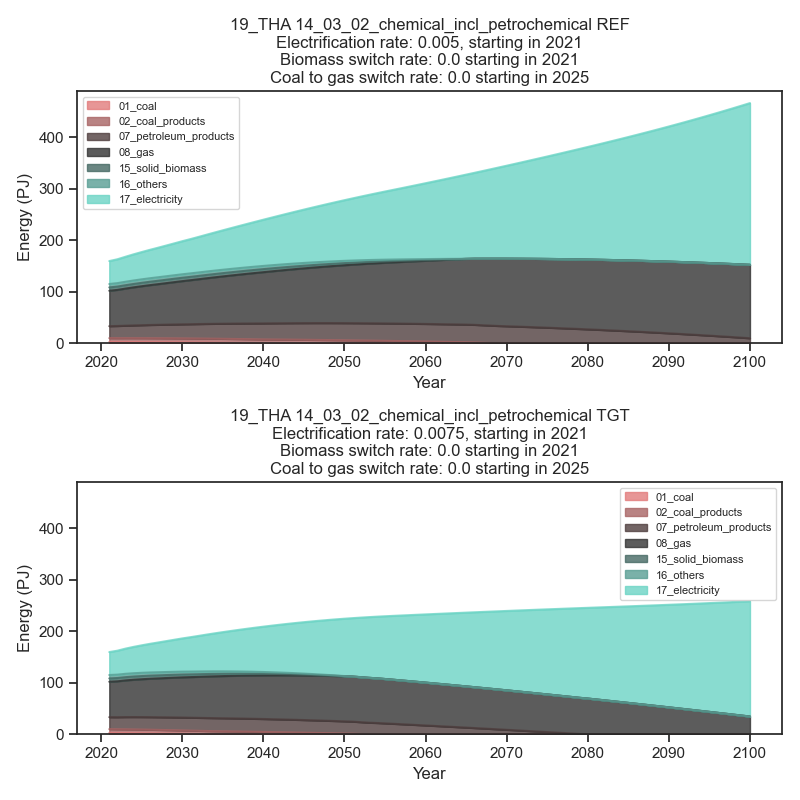 19_THA 14_03_02_chemical_incl_petrochemical REF
Electrification rate: 0.005, starting in 2021
Biomass switch rate: 0.0 starting in 2021
Coal to gas switch rate: 0.0 starting in 2025
01_coal
02_coal_products
07_petroleum_products
08_gas
15_solid_biomass
16_others
17_electricity
Energy (PJ)
400
300
200
100
0
2020 2030 2040 2050 2060 2070 2080 2090 2100
Year
19_THA 14_03_02_chemical_incl_petrochemical TGT
Electrification rate: 0.0075, starting in 2021
Biomass switch rate: 0.0 starting in 2021
Coal to gas switch rate: 0.0 starting in 2025
01_coal
02_coal_products
07_petroleum_products
08_gas
15_solid_biomass
16_others
17_electricity
Energy (PJ)
400
300
200
100
0
2020 2030 2040 2050 2060 2070 2080 2090 2100
Year